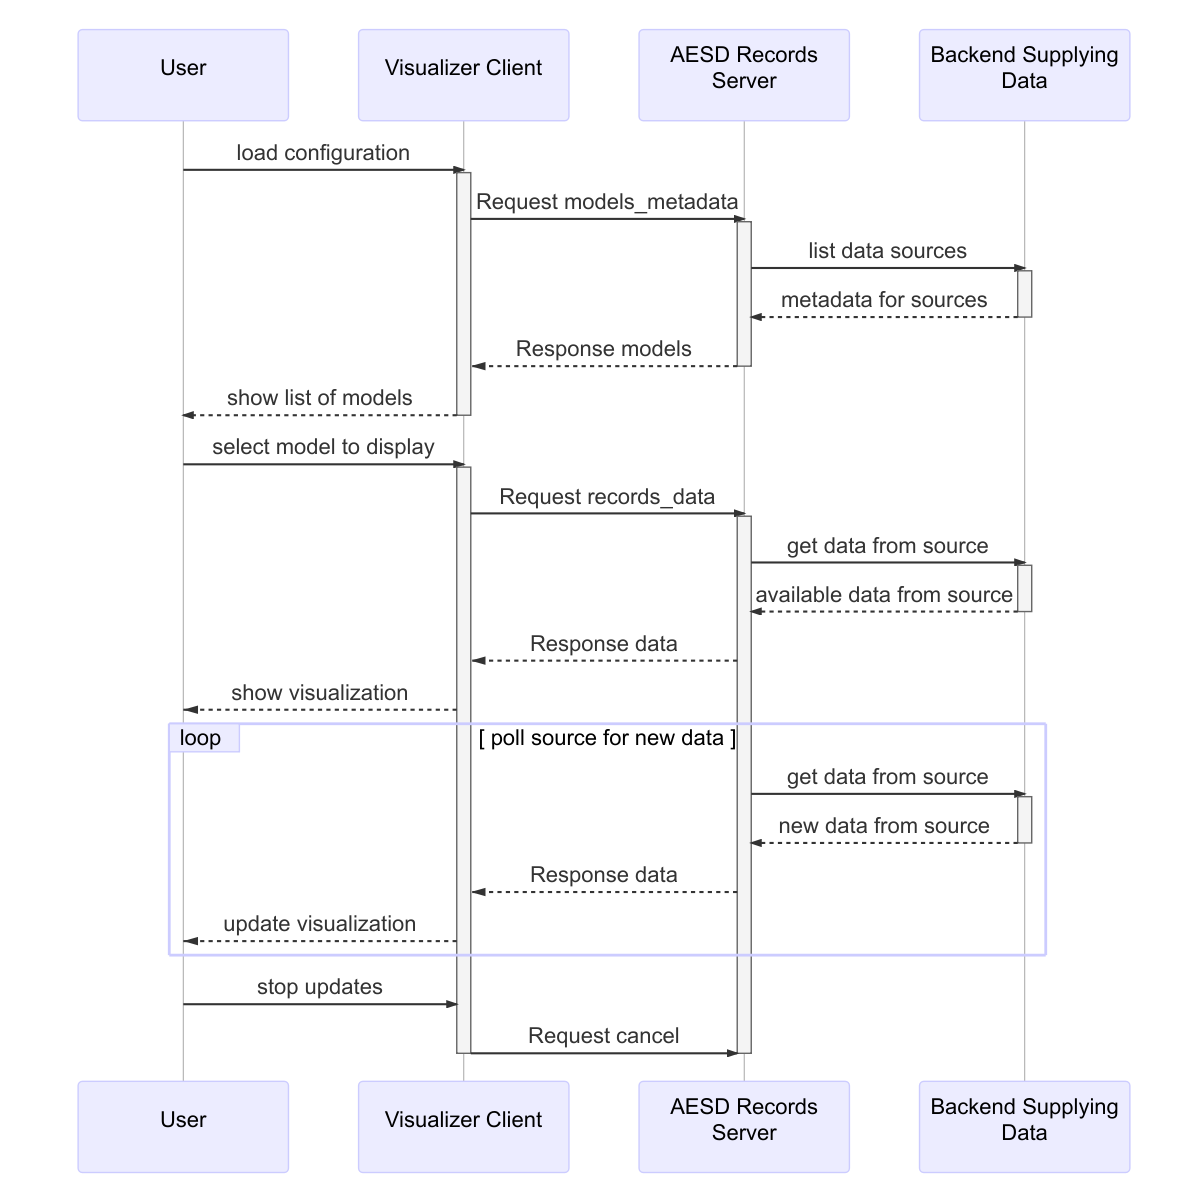 User
Visualizer Client
AESD Records
Server
Backend Supplying
Data
load configuration
Request models_metadata
list data sources
metadata for sources
Response models
show list of models
select model to display
Request records_data
get data from source
available data from source
Response data
show visualization
loop
[ poll source for new data ]
get data from source
new data from source
Response data
update visualization
stop updates
Request cancel
User
Visualizer Client
AESD Records
Server
Backend Supplying
Data